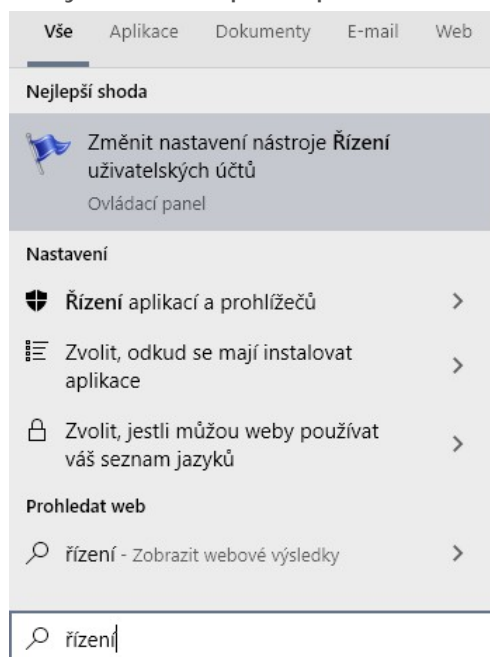 Vše Aplikace Dokumenty E-mail Web
Nejlepší shoda
Změnit nastavení nástroje Řízení
uživatelských účtů
Ovládací panel
Nastavení
Řízení aplikací a prohlížečů
Zvolit, odkud se mají instalovat
aplikace
Zvolit, jestli můžou weby používat
váš seznam jazyků
Prohledat web
řízení - Zobrazit webové výsledky
řízení